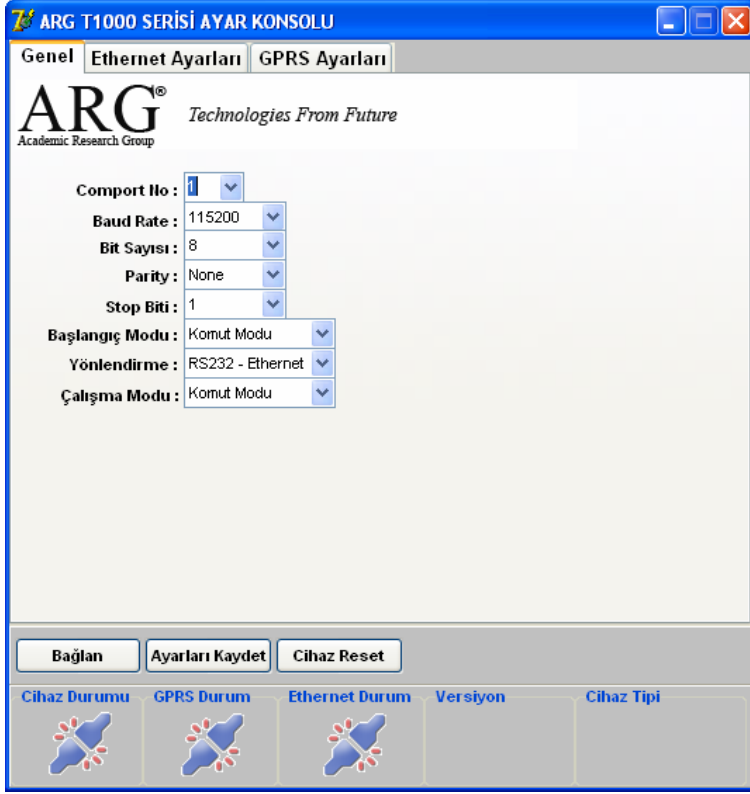 ARG T1000 SERİSİ AYAR KONSOLU
Genel Ethernet Ayarları GPRS Ayarları
ARG®
Technologies From Future
Academic Research Group
Comport No : 1
Baud Rate : 115200
Bit Sayısı : 8
Parity : None
Stop Biti : 1
Başlangıç Modu : Komut Modu
Yönlendirme : RS232 - Ethernet
Çalışma Modu : Komut Modu
Bağlan Ayarları Kaydet Cihaz Reset
Cihaz Durumu GPRS Durum Ethernet Durum Versiyon Cihaz Tipi